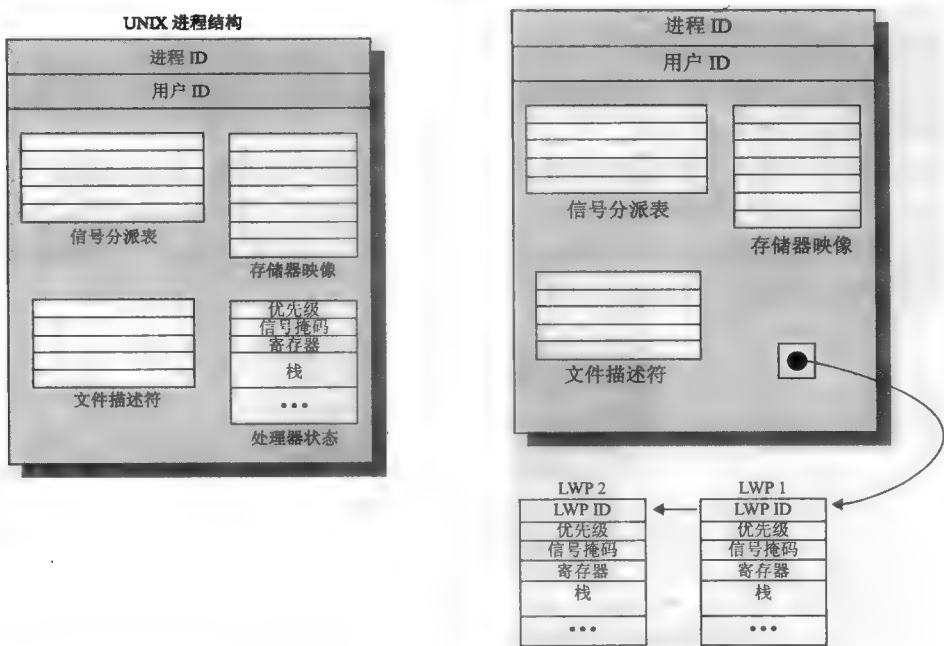 UNIX 进程结构
进程 ID
用户 ID
信号分派表
存储器映像
优先级
信号掩码
寄存器
栈
•••
文件描述符
处理器状态
进程 ID
用户 ID
信号分派表
存储器映像
文件描述符
LWP 2
LWP ID
优先级
信号掩码
寄存器
栈
•••
LWP 1
LWP ID
优先级
信号掩码
寄存器
栈
•••